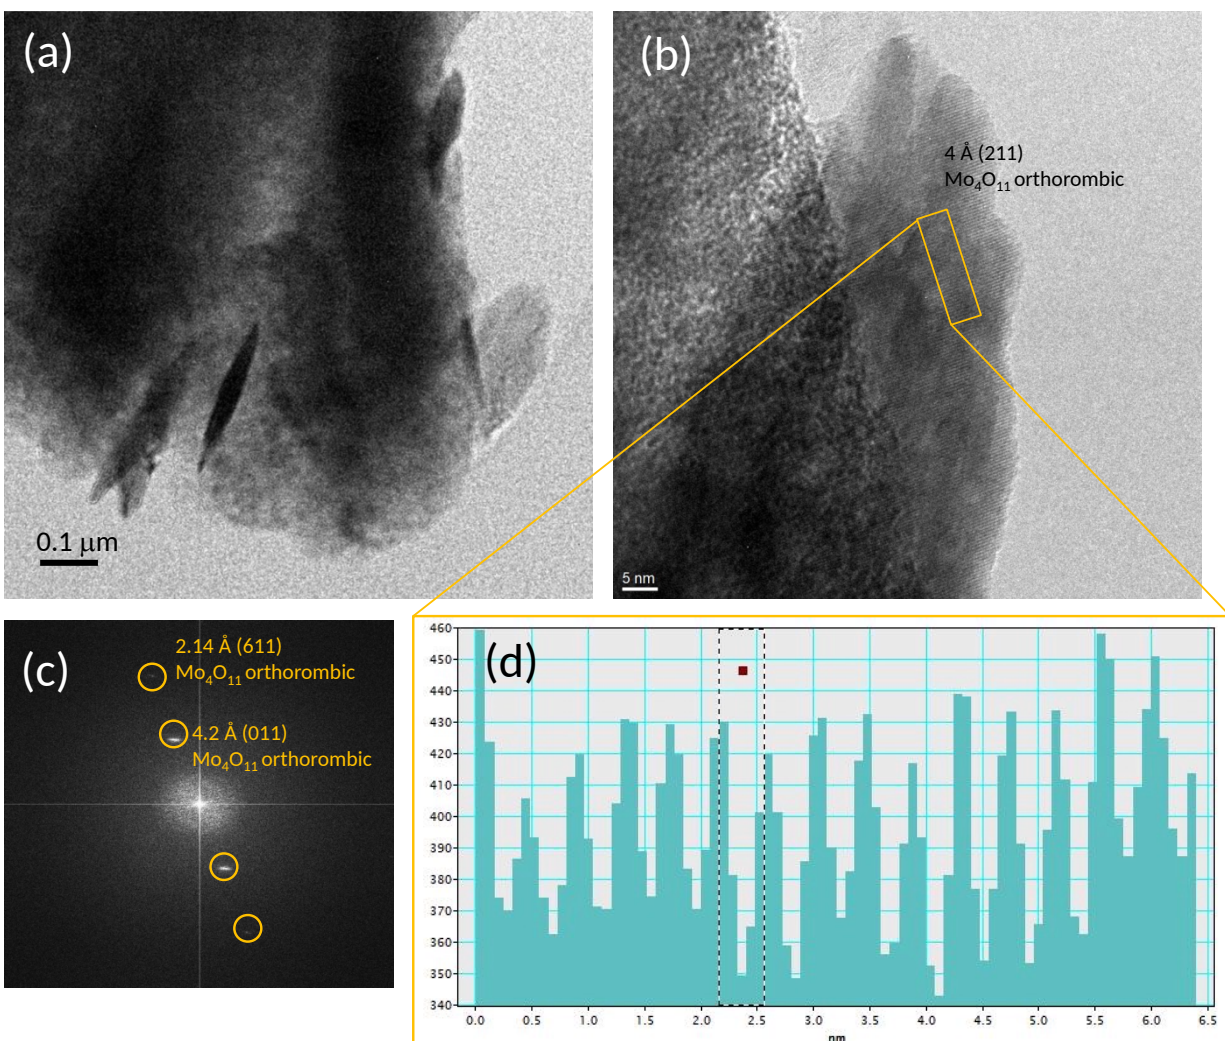 (a)
0.1 μm
(b)
4 Å (211)
Mo₄O₁₁ orthorombic
5 nm
(c)
2.14 Å (611)
Mo₄O₁₁ orthorombic
4.2 Å (011)
Mo₄O₁₁ orthorombic
(d)
460
450
440
430
420
410
400
390
380
370
360
350
340
0.0 0.5 1.0 1.5 2.0 2.5 3.0 3.5 4.0 4.5 5.0 5.5 6.0 6.5
nm